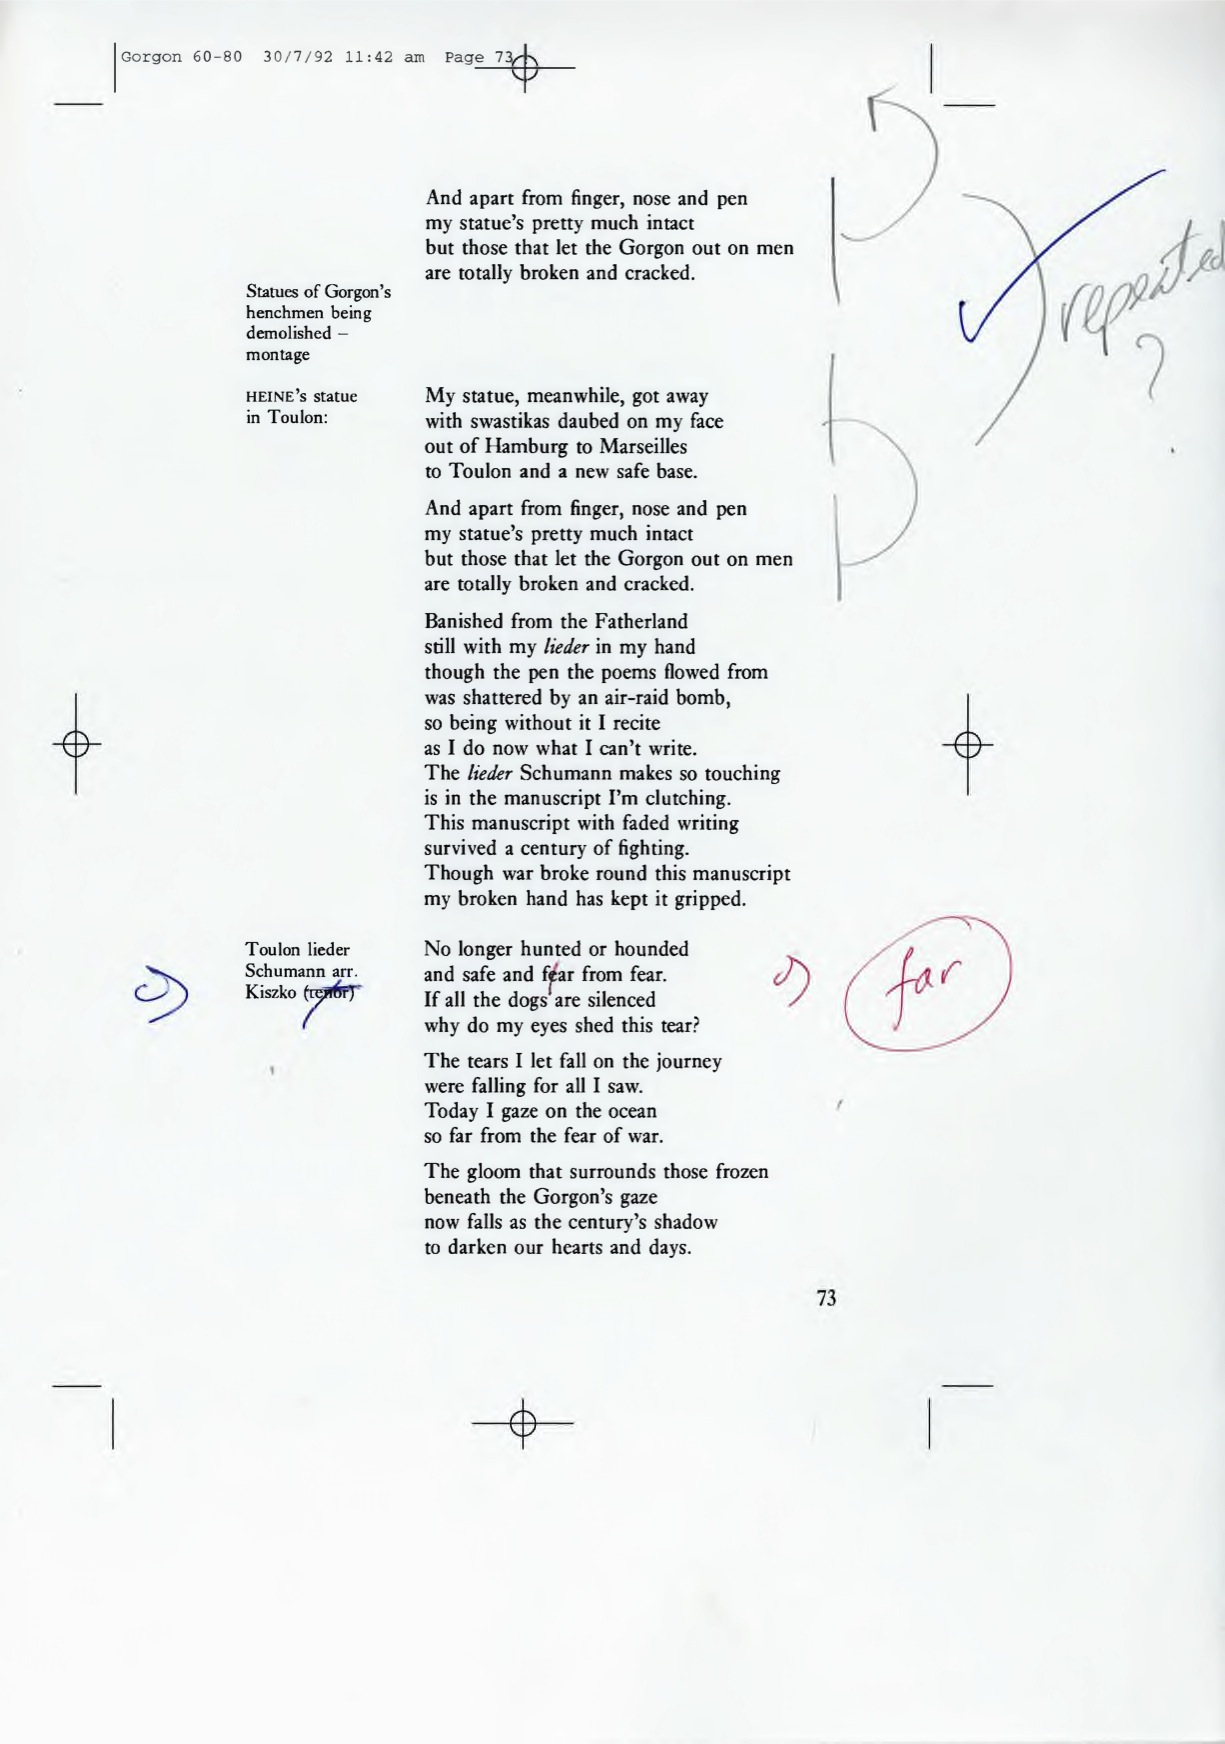 Gorgon 60-80 30/7/92 11:42 am Page 73
And apart from finger, nose and pen
my statue's pretty much intact
but those that let the Gorgon out on men
are totally broken and cracked.
repeated
?
Statues of Gorgon's
henchmen being
demolished –
montage
HEINE's statue
in Toulon:
My statue, meanwhile, got away
with swastikas daubed on my face
out of Hamburg to Marseilles
to Toulon and a new safe base.
And apart from finger, nose and pen
my statue's pretty much intact
but those that let the Gorgon out on men
are totally broken and cracked.
Banished from the Fatherland
still with my lieder in my hand
though the pen the poems flowed from
was shattered by an air-raid bomb,
so being without it I recite
as I do now what I can't write.
The lieder Schumann makes so touching
is in the manuscript I'm clutching.
This manuscript with faded writing
survived a century of fighting.
Though war broke round this manuscript
my broken hand has kept it gripped.
Toulon lieder
Schumann arr.
Kiszko (tenor)
No longer hunted or hounded
and safe and fear from fear.
If all the dogs are silenced
why do my eyes shed this tear?
far
The tears I let fall on the journey
were falling for all I saw.
Today I gaze on the ocean
so far from the fear of war.
The gloom that surrounds those frozen
beneath the Gorgon's gaze
now falls as the century's shadow
to darken our hearts and days.
73